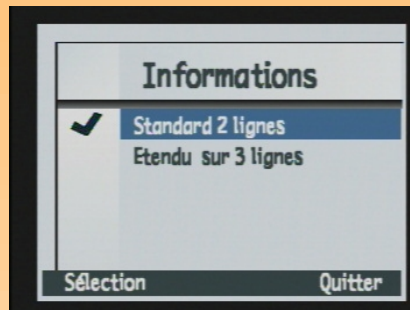 Informations
Standard 2 lignes
Etendu sur 3 lignes
Sélection Quitter